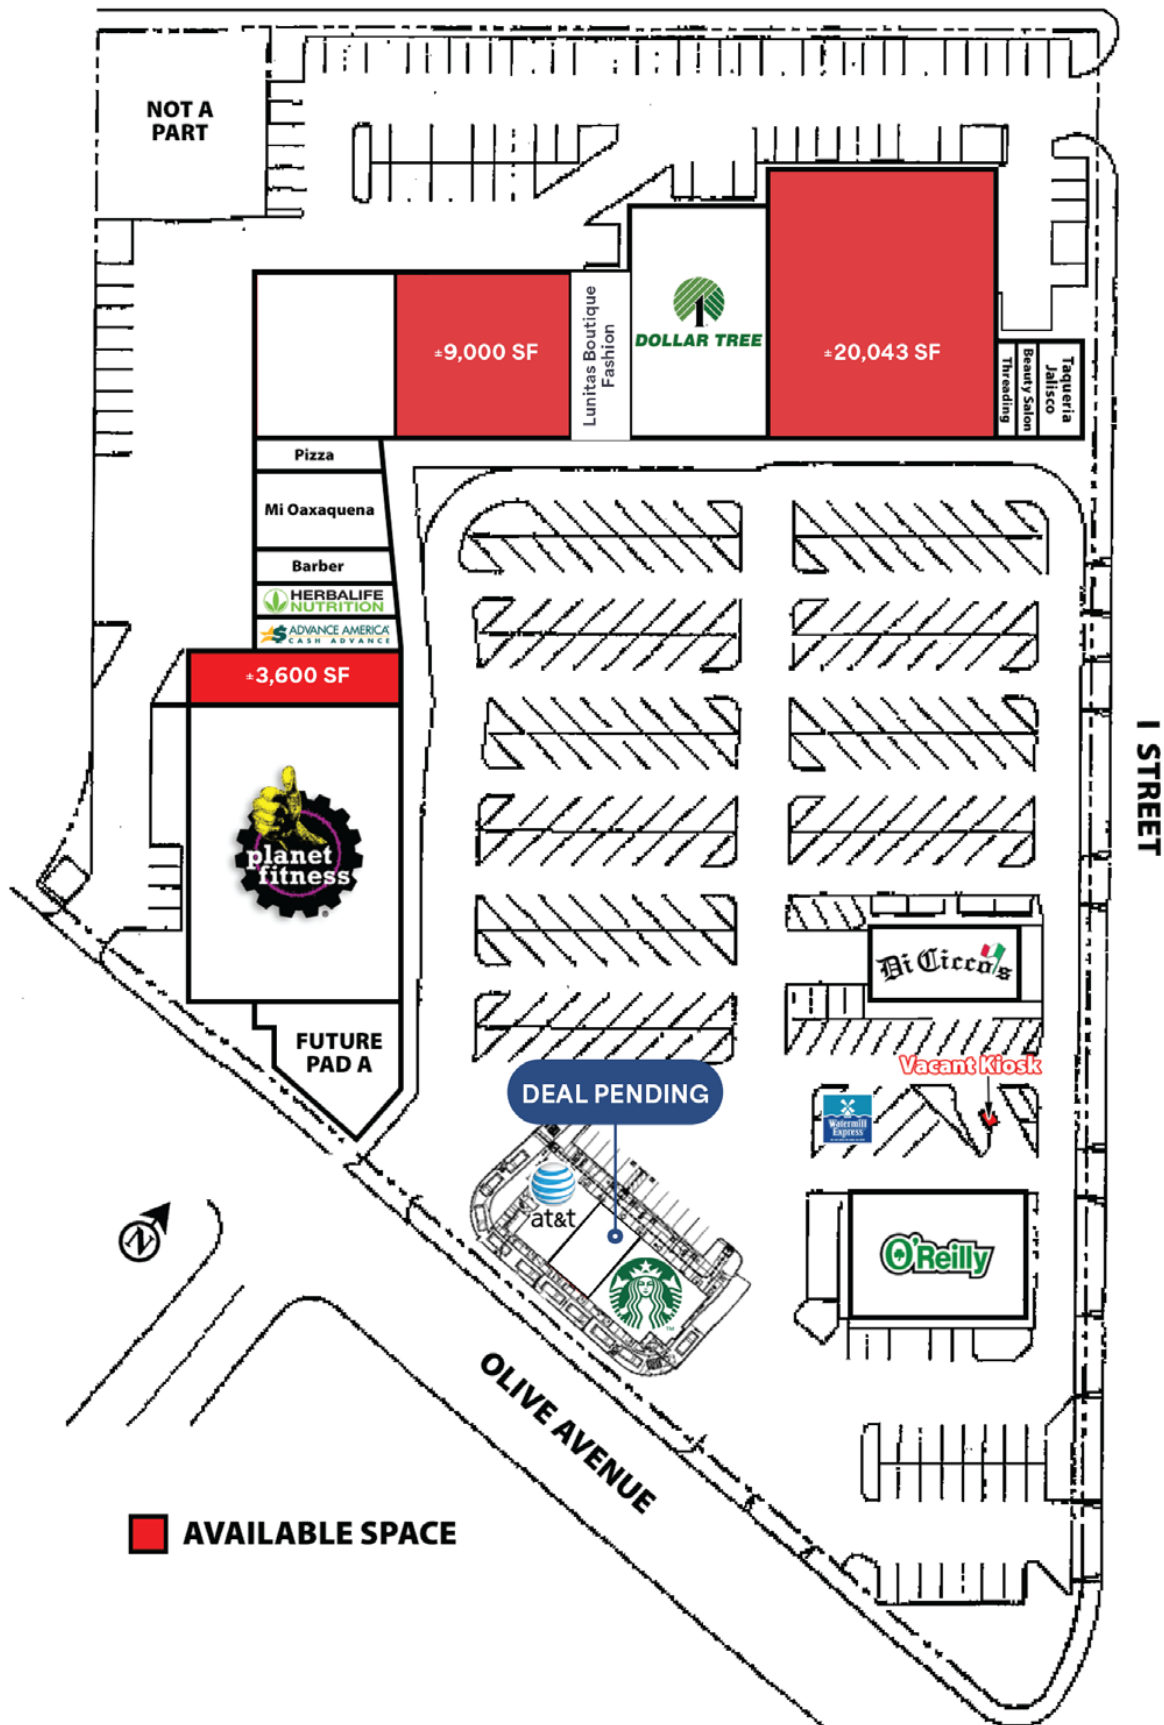 NOT A
PART
±9,000 SF
Lunitas Boutique
Fashion
1
DOLLAR TREE
±20,043 SF
Threading
Beauty Salon
Taqueria
Jalisco
Pizza
Mi Oaxaquena
Barber
HERBALIFE
NUTRITION
ADVANCE AMERICA
CASH ADVANCE
±3,600 SF
I STREET
planet
fitness
Di Cicco's
FUTURE
PAD A
Vacant Kiosk
DEAL PENDING
Watermill
Express
at&t
N
O'Reilly
OLIVE AVENUE
AVAILABLE SPACE